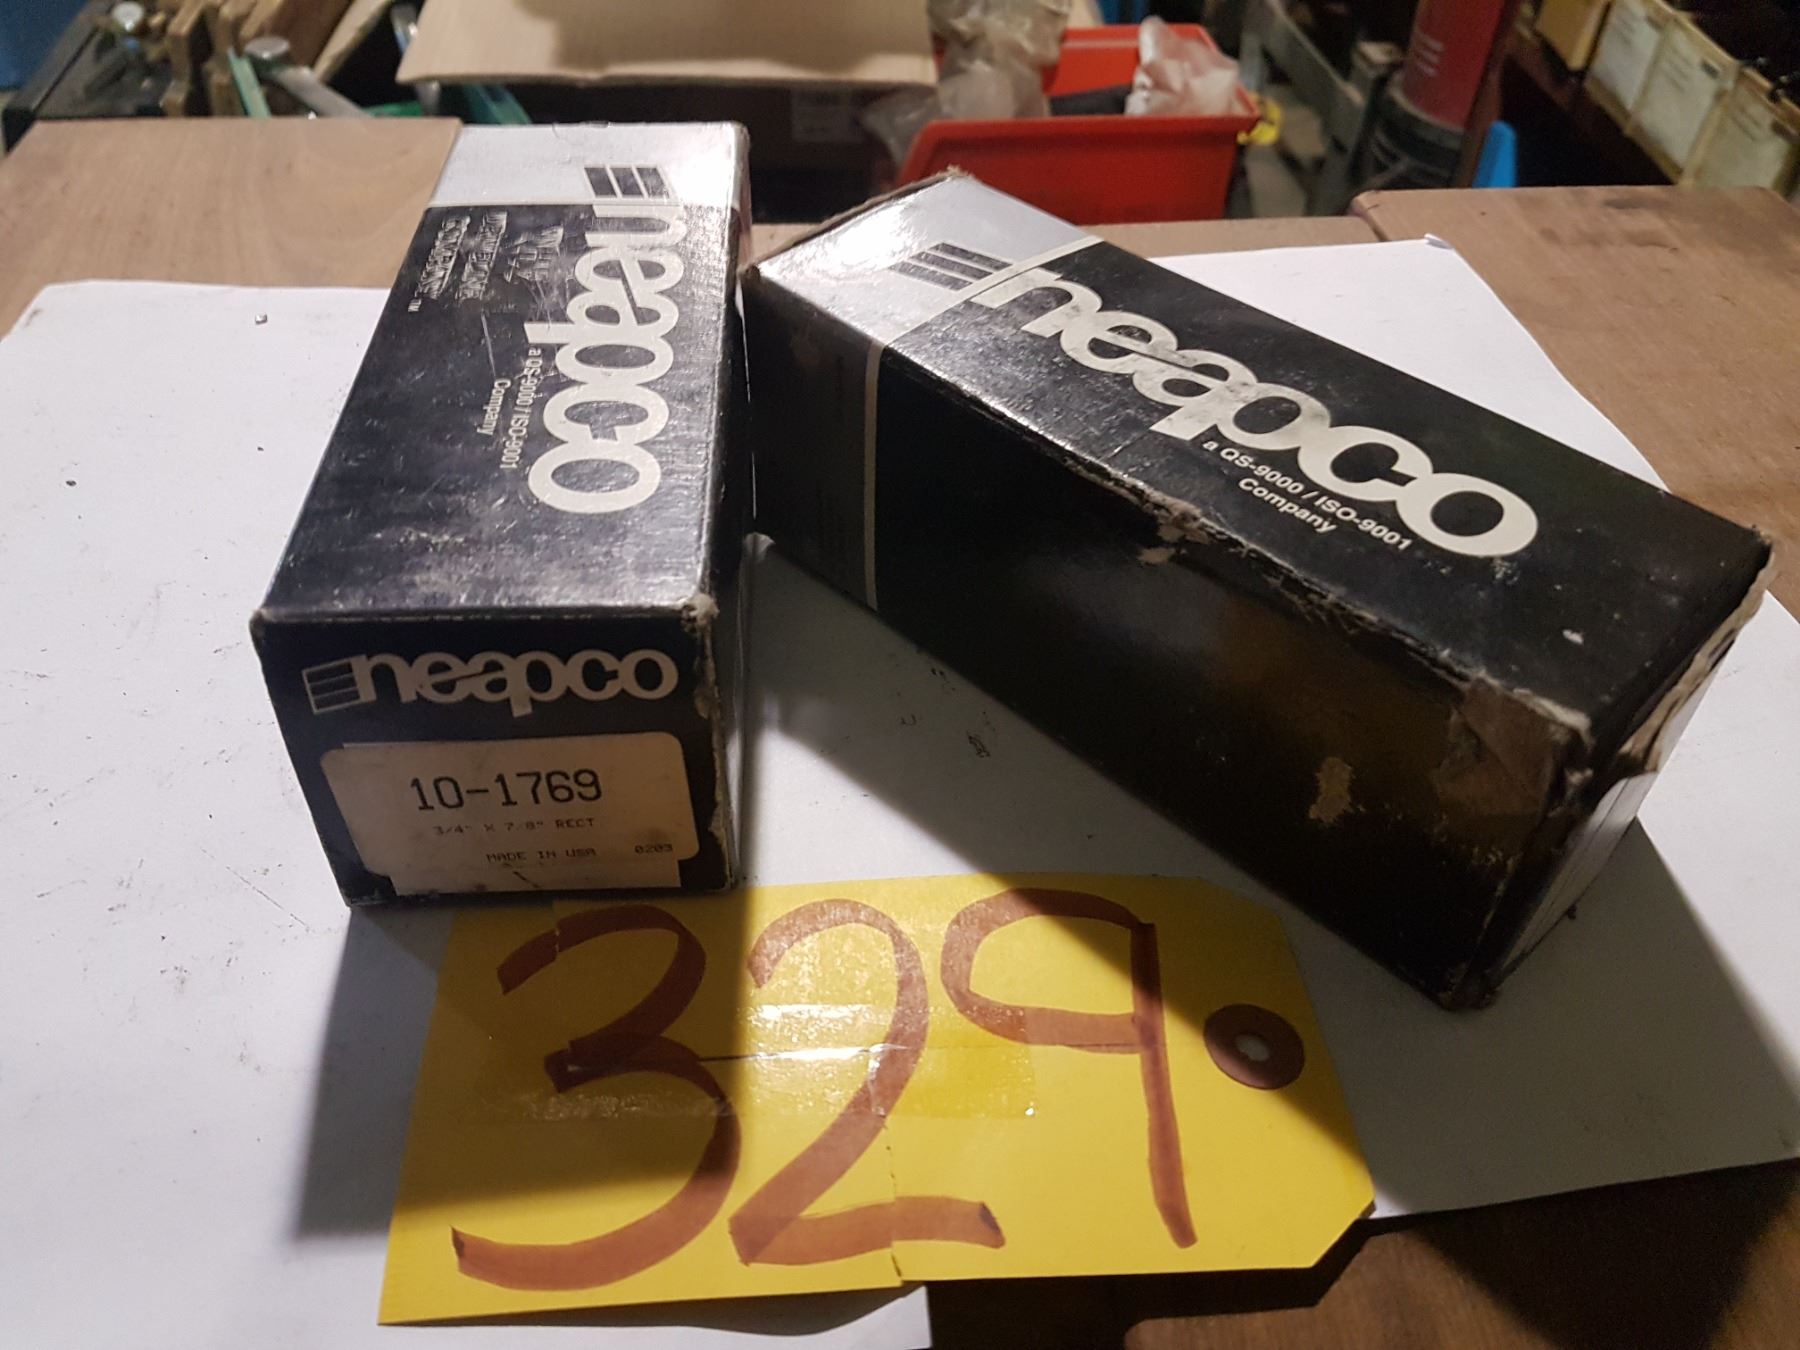 neapco
a QS-9000 / ISO-9001
Company
neapco
a QS-9000 / ISO-9001
Company
neapco
10-1769
3/4" X 7/8" RECT
MADE IN USA 0203
329